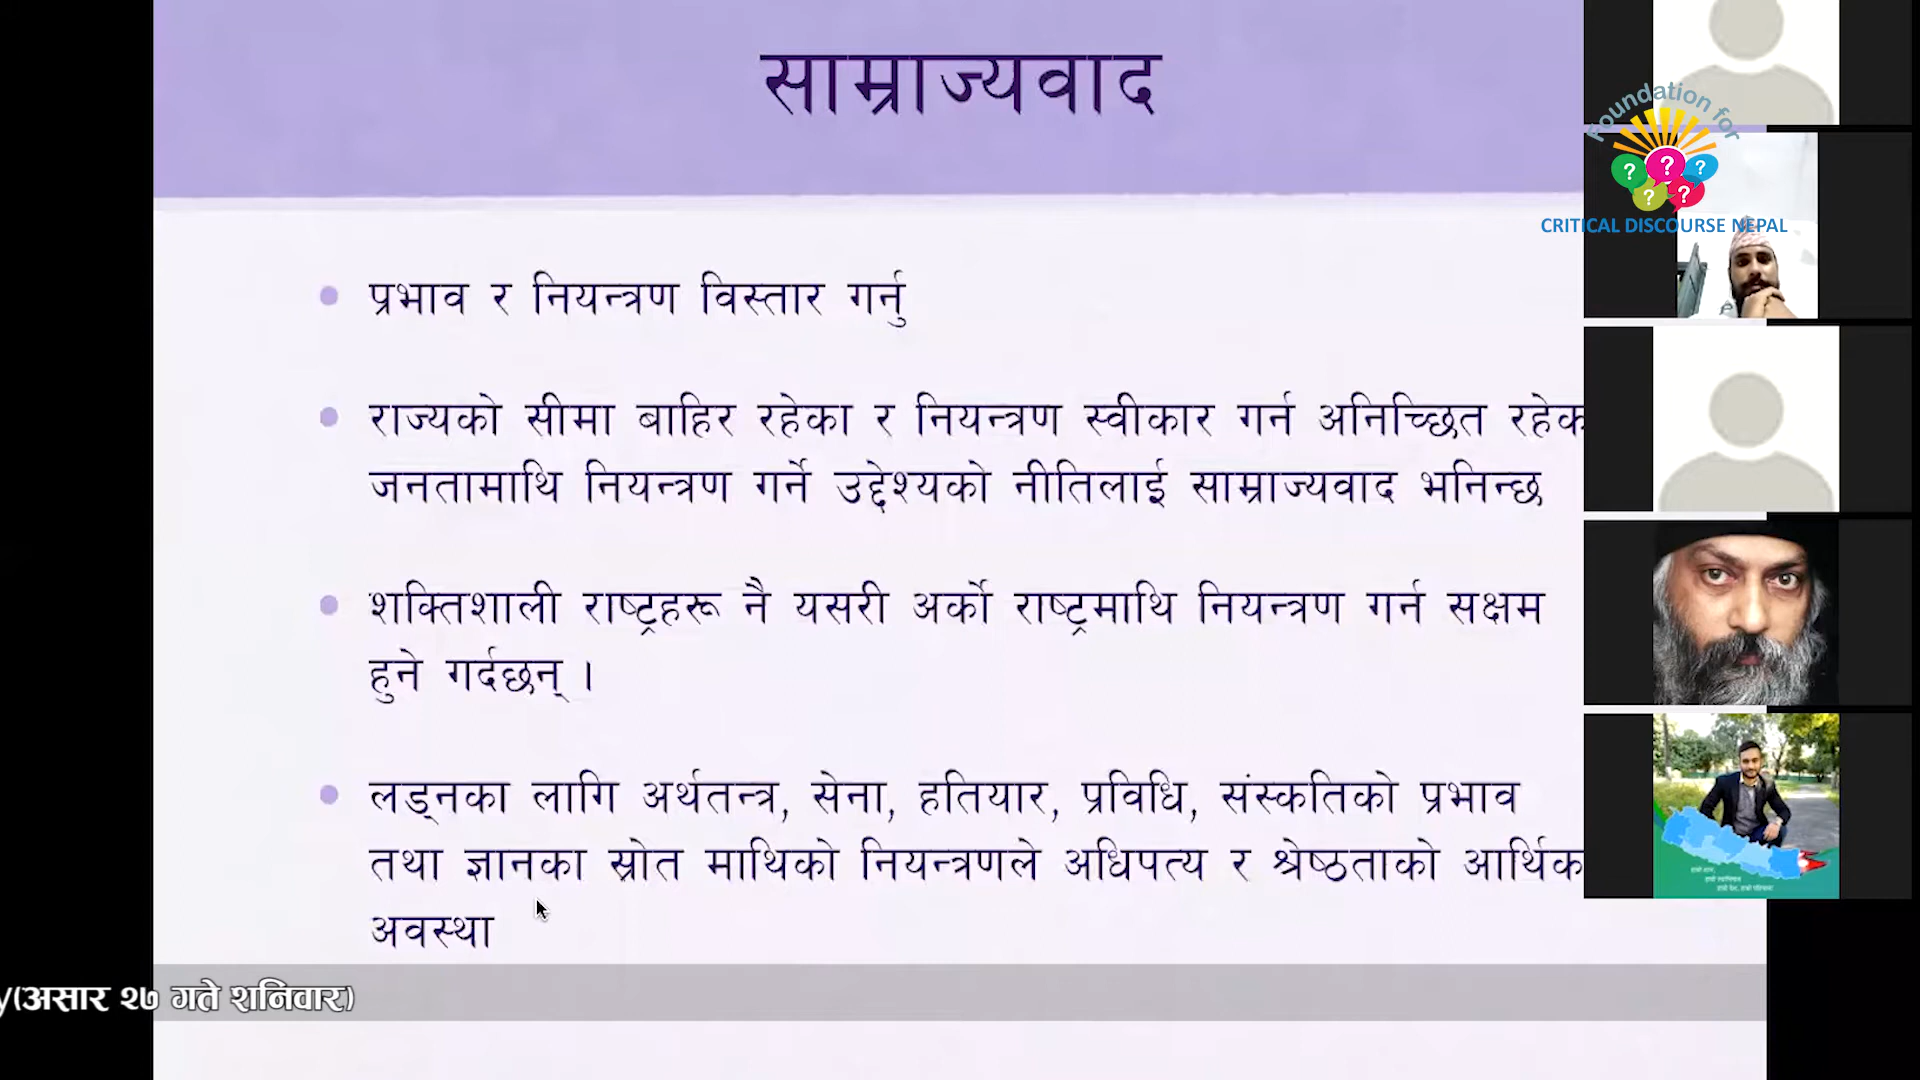 साम्राज्यवाद
प्रभाव र नियन्त्रण विस्तार गर्नु
राज्यको सीमा बाहिर रहेका र नियन्त्रण स्वीकार गर्न अनिच्छित
जनतामाथि नियन्त्रण गर्ने उद्देश्यको नीतिलाई साम्राज्यवाद भनिन्छ
शक्तिशाली राष्ट्रहरू नै यसरी अर्को राष्ट्रमाथि नियन्त्रण गर्न सक्षम
हुने गर्दछन् ।
लड्नका लागि अर्थतन्त्र, सेना, हतियार, प्रविधि, संस्कतिको प्रभाव
तथा ज्ञानका स्रोत माथिको नियन्त्रणले अधिपत्य र श्रेष्ठताको आर्थिक
अवस्था
y(असार २७ गते शनिवार)
Foundation for
CRITICAL DISCOURSE NEPAL